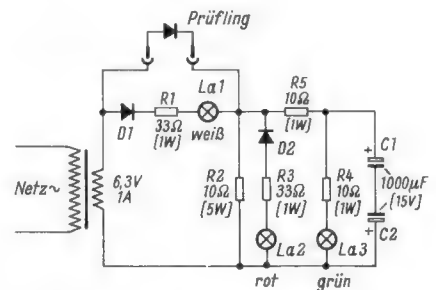 Prüfling
La1
R1
33Ω
[1W]
weiß
D1
R5
10Ω
[1W]
D2
C1
1000µF
[15V]
C2
Netz~
6,3V
1A
R2
10Ω
[5W]
R3
33Ω
[1W]
R4
10Ω
[1W]
La2
La3
rot
grün
+
+